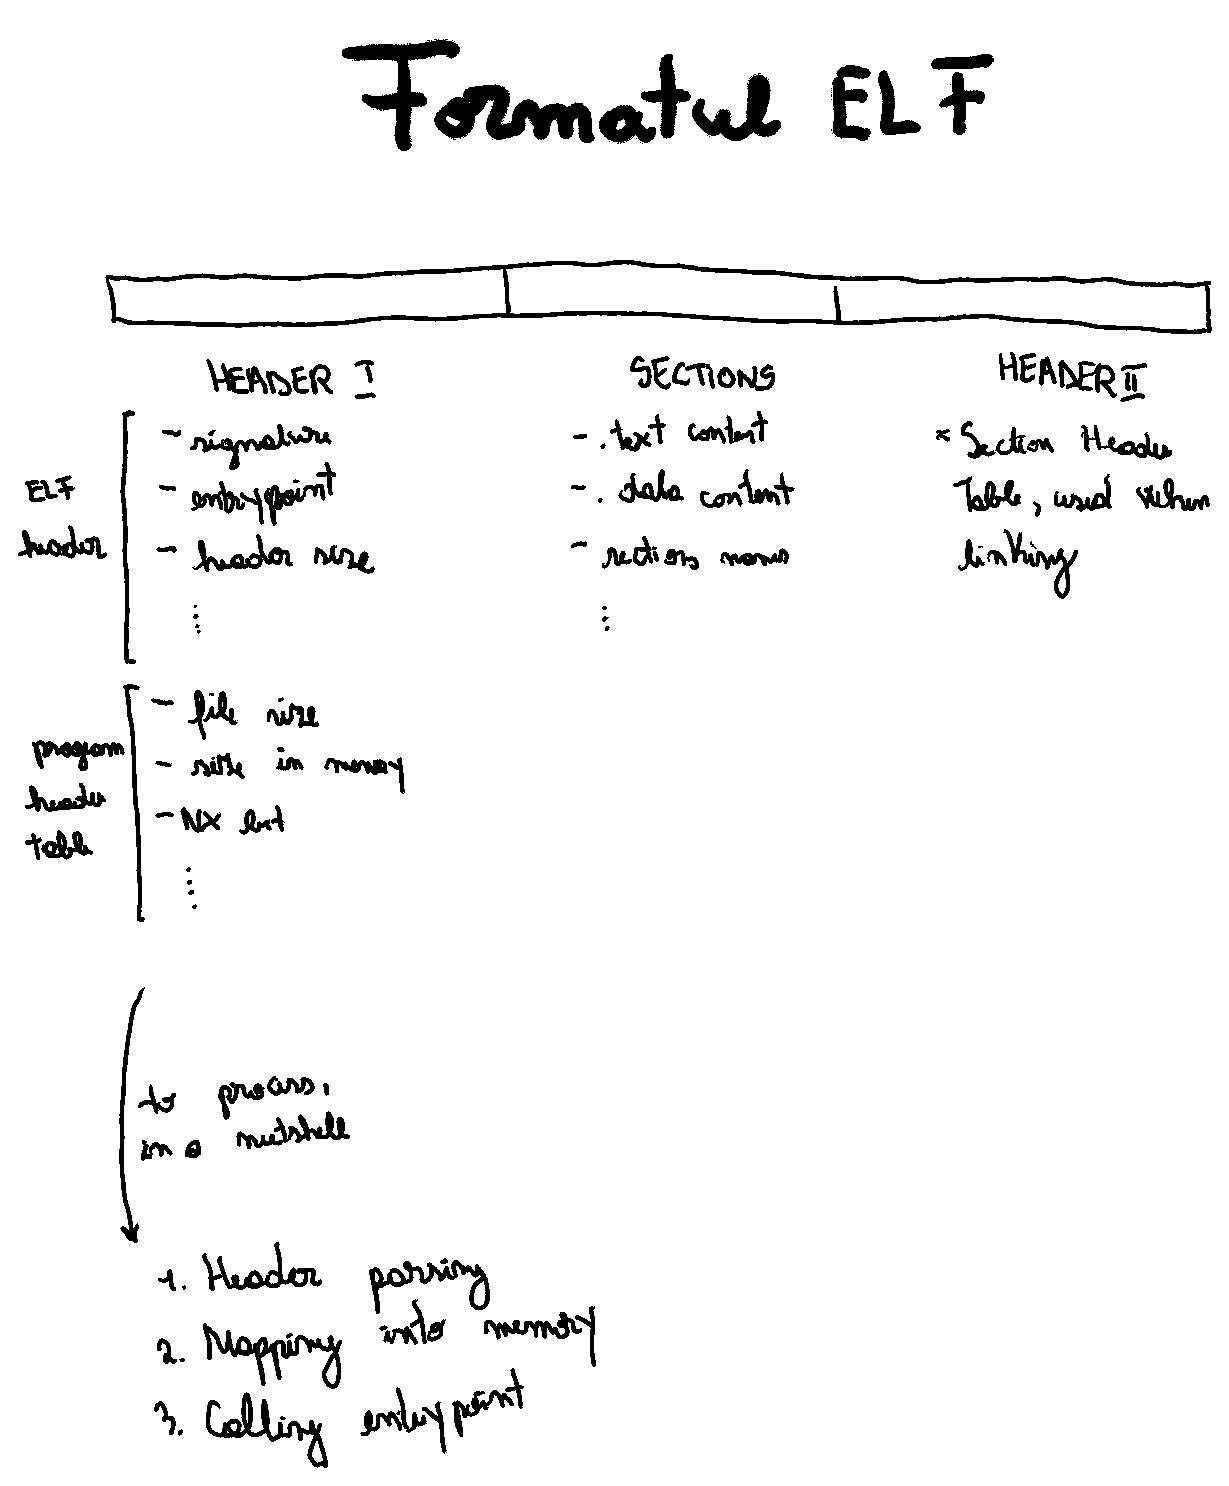 Formatul ELF
HEADER I
ELF
header
- signature
- entrypoint
- header size
program
header
table
- file size
- size in memory
- NX bit
SECTIONS
- .text content
- .data content
- sections names
HEADER II
* Section Header
Table, used when
linking
to process,
in a nutshell
1. Header parsing
2. Mapping into memory
3. Calling entrypoint